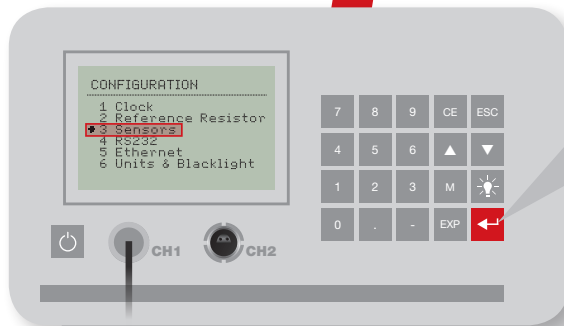 CONFIGURATION
1 Clock
2 Reference Resistor
3 Sensors
4 RS232
5 Ethernet
6 Units & Blacklight
7 8 9 CE ESC
4 5 6
1 2 3 M
0 . - EXP
CH1 CH2